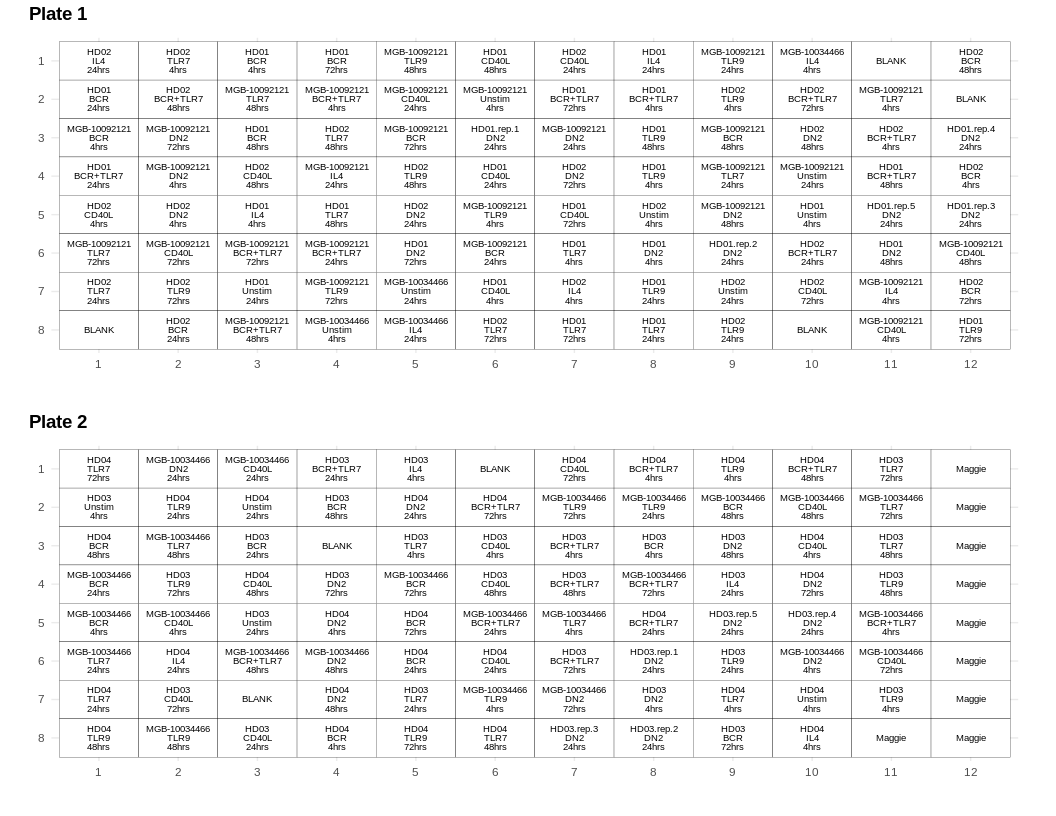 Plate 1
HD02 HD02 HD01 HD01 MGB-10092121 HD01 HD02 HD01 MGB-10092121 MGB-10034466 HD02
1 IL4 TLR7 BCR BCR TLR9 CD40L CD40L IL4 TLR9 IL4 BLANK BCR
24hrs 4hrs 4hrs 72hrs 48hrs 48hrs 24hrs 24hrs 24hrs 4hrs 48hrs
HD01 HD02 MGB-10092121 MGB-10092121 MGB-10092121 MGB-10092121 HD01 HD01 HD02 HD02 MGB-10092121
2 BCR BCR+TLR7 TLR7 BCR+TLR7 CD40L Unstim BCR+TLR7 BCR+TLR7 TLR9 BCR+TLR7 TLR7 BLANK
24hrs 48hrs 48hrs 4hrs 24hrs 4hrs 72hrs 4hrs 4hrs 72hrs 4hrs
MGB-10092121 MGB-10092121 HD01 HD02 MGB-10092121 HD01.rep.1 MGB-10092121 HD01 MGB-10092121 HD02 HD02 HD01.rep.4
3 BCR DN2 BCR TLR7 BCR DN2 DN2 TLR9 BCR DN2 BCR+TLR7 DN2
4hrs 72hrs 48hrs 48hrs 72hrs 24hrs 24hrs 48hrs 48hrs 48hrs 4hrs 24hrs
HD01 MGB-10092121 HD02 MGB-10092121 HD02 HD01 HD02 HD01 MGB-10092121 MGB-10092121 HD01 HD02
4 BCR+TLR7 DN2 CD40L IL4 TLR9 CD40L DN2 TLR9 TLR7 Unstim BCR+TLR7 BCR
24hrs 4hrs 48hrs 24hrs 48hrs 24hrs 72hrs 4hrs 24hrs 24hrs 48hrs 4hrs
HD02 HD02 HD01 HD01 HD02 MGB-10092121 HD01 HD02 MGB-10092121 HD01 HD01.rep.5 HD01.rep.3
5 CD40L DN2 IL4 TLR7 DN2 TLR9 CD40L Unstim DN2 Unstim DN2 DN2
4hrs 4hrs 4hrs 48hrs 24hrs 4hrs 72hrs 4hrs 48hrs 4hrs 24hrs 24hrs
MGB-10092121 MGB-10092121 MGB-10092121 MGB-10092121 HD01 MGB-10092121 HD01 HD01 HD01.rep.2 HD02 HD01 MGB-10092121
6 TLR7 CD40L BCR+TLR7 BCR+TLR7 DN2 BCR TLR7 DN2 DN2 BCR+TLR7 DN2 CD40L
72hrs 72hrs 72hrs 24hrs 72hrs 24hrs 4hrs 4hrs 24hrs 24hrs 48hrs 48hrs
HD02 HD02 HD01 MGB-10092121 MGB-10034466 HD01 HD02 HD01 HD02 HD02 MGB-10092121 HD02
7 TLR7 TLR9 Unstim TLR9 Unstim CD40L IL4 TLR9 Unstim CD40L IL4 BCR
24hrs 72hrs 24hrs 72hrs 24hrs 4hrs 4hrs 24hrs 24hrs 72hrs 4hrs 72hrs
HD02 MGB-10092121 MGB-10034466 MGB-10034466 HD02 HD01 HD01 HD02 MGB-10092121 HD01
8 BLANK BCR BCR+TLR7 Unstim IL4 TLR7 TLR7 TLR7 TLR9 BLANK CD40L TLR9
24hrs 48hrs 4hrs 24hrs 72hrs 72hrs 24hrs 24hrs 4hrs 72hrs
1 2 3 4 5 6 7 8 9 10 11 12
Plate 2
HD04 MGB-10034466 MGB-10034466 HD03 HD03 HD04 HD04 HD04 HD04 HD03
1 TLR7 DN2 CD40L BCR+TLR7 IL4 BLANK CD40L BCR+TLR7 TLR9 BCR+TLR7 TLR7 Maggie
72hrs 24hrs 24hrs 24hrs 4hrs 72hrs 4hrs 4hrs 48hrs 72hrs
HD03 HD04 HD04 HD03 HD04 HD04 MGB-10034466 MGB-10034466 MGB-10034466 MGB-10034466 MGB-10034466
2 Unstim TLR9 Unstim BCR DN2 BCR+TLR7 TLR9 TLR9 BCR CD40L TLR7 Maggie
4hrs 24hrs 24hrs 48hrs 24hrs 72hrs 72hrs 24hrs 48hrs 48hrs 72hrs
HD04 MGB-10034466 HD03 HD03 HD03 HD03 HD03 HD03 HD04 HD03
3 BCR TLR7 BCR BLANK TLR7 CD40L BCR+TLR7 BCR DN2 CD40L TLR7 Maggie
48hrs 48hrs 24hrs 4hrs 4hrs 4hrs 4hrs 48hrs 4hrs 48hrs
MGB-10034466 HD03 HD04 HD03 MGB-10034466 HD03 HD03 MGB-10034466 HD03 HD04 HD03
4 BCR TLR9 CD40L DN2 BCR CD40L BCR+TLR7 BCR+TLR7 IL4 DN2 TLR9 Maggie
24hrs 72hrs 48hrs 72hrs 72hrs 48hrs 48hrs 72hrs 24hrs 72hrs 48hrs
MGB-10034466 MGB-10034466 HD03 HD04 HD04 MGB-10034466 MGB-10034466 HD04 HD03.rep.5 HD03.rep.4 MGB-10034466
5 BCR CD40L Unstim DN2 BCR BCR+TLR7 TLR7 BCR+TLR7 DN2 DN2 BCR+TLR7 Maggie
4hrs 4hrs 24hrs 4hrs 72hrs 24hrs 4hrs 24hrs 24hrs 24hrs 4hrs
MGB-10034466 HD04 MGB-10034466 MGB-10034466 HD04 HD04 HD03 HD03.rep.1 HD03 MGB-10034466 MGB-10034466
6 TLR7 IL4 BCR+TLR7 DN2 BCR CD40L BCR+TLR7 DN2 TLR9 DN2 CD40L Maggie
24hrs 24hrs 48hrs 48hrs 24hrs 24hrs 72hrs 24hrs 24hrs 4hrs 72hrs
HD04 HD03 HD04 HD03 MGB-10034466 MGB-10034466 HD03 HD04 HD04 HD03
7 TLR7 CD40L BLANK DN2 TLR7 TLR9 DN2 DN2 TLR7 Unstim TLR9 Maggie
24hrs 72hrs 48hrs 24hrs 4hrs 72hrs 4hrs 4hrs 4hrs 4hrs
HD04 MGB-10034466 HD03 HD04 HD04 HD04 HD03.rep.3 HD03.rep.2 HD03 HD04
8 TLR9 TLR9 CD40L BCR TLR9 TLR7 DN2 DN2 BCR IL4 Maggie Maggie
48hrs 48hrs 24hrs 4hrs 72hrs 48hrs 24hrs 24hrs 72hrs 4hrs
1 2 3 4 5 6 7 8 9 10 11 12